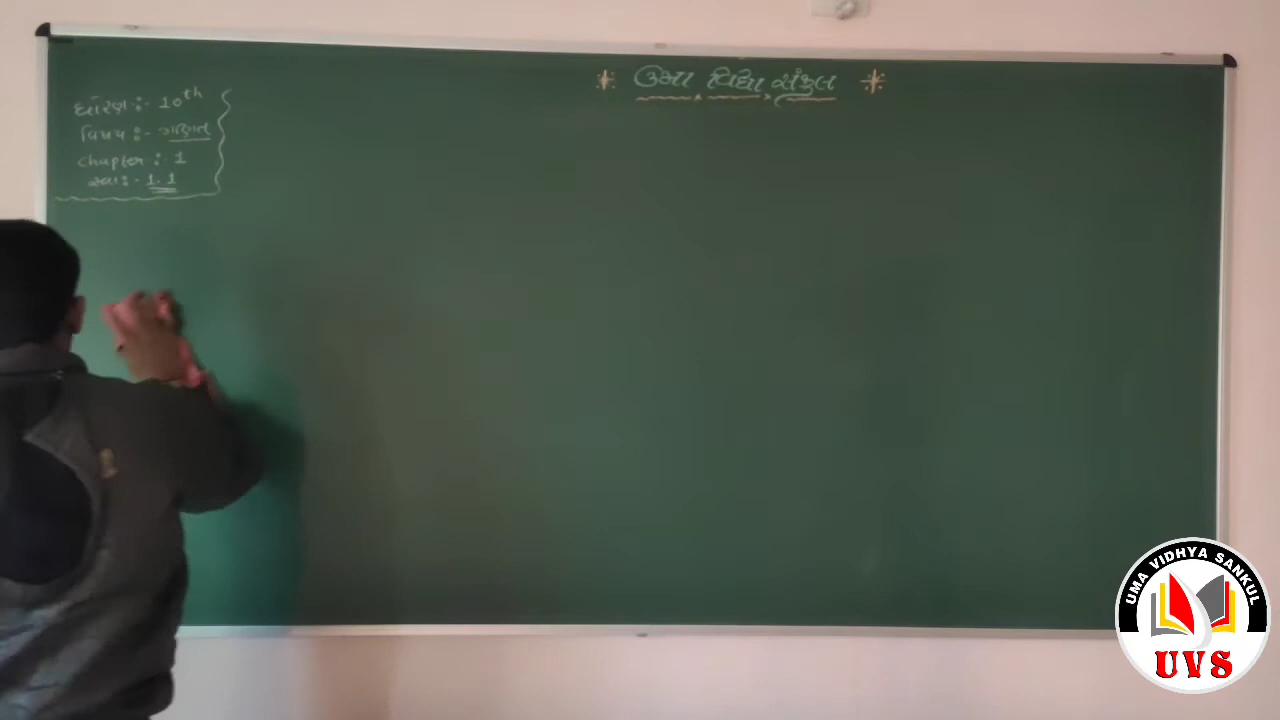 ઉમા વિદ્યા સંકુલ
ધોરણ :- 10th
વિષય :- ગણિત
chapter : 1
સ્વા :- 1.1
UMA VIDHYA SANKUL
UVS